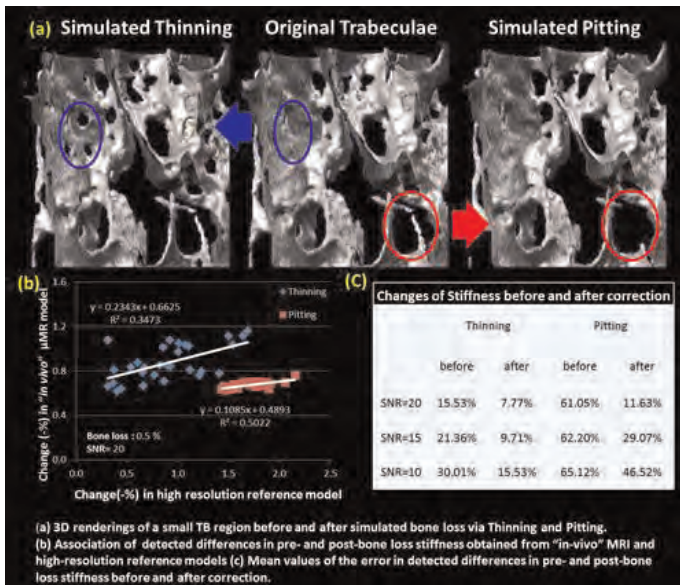 (a) Simulated Thinning Original Trabeculae Simulated Pitting
(b)
1.6
1.2
0.8
0.4
0.0
Change (-%) in "in vivo" µMR model
y = 0.2343x + 0.6625
R² = 0.3473
Thinning
Pitting
y = 0.1085x + 0.4893
R² = 0.5022
Bone loss : 0.5 %
SNR= 20
0.0 0.5 1.0 1.5 2.0 2.5
Change(-%) in high resolution reference model
(C)
Changes of Stiffness before and after correction
Thinning Pitting
before after before after
SNR=20 15.53% 7.77% 61.05% 11.63%
SNR=15 21.36% 9.71% 62.20% 29.07%
SNR=10 30.01% 15.53% 65.12% 46.52%
(a) 3D renderings of a small TB region before and after simulated bone loss via Thinning and Pitting.
(b) Association of detected differences in pre- and post-bone loss stiffness obtained from "in-vivo" MRI and
high-resolution reference models (c) Mean values of the error in detected differences in pre- and post-bone
loss stiffness before and after correction.